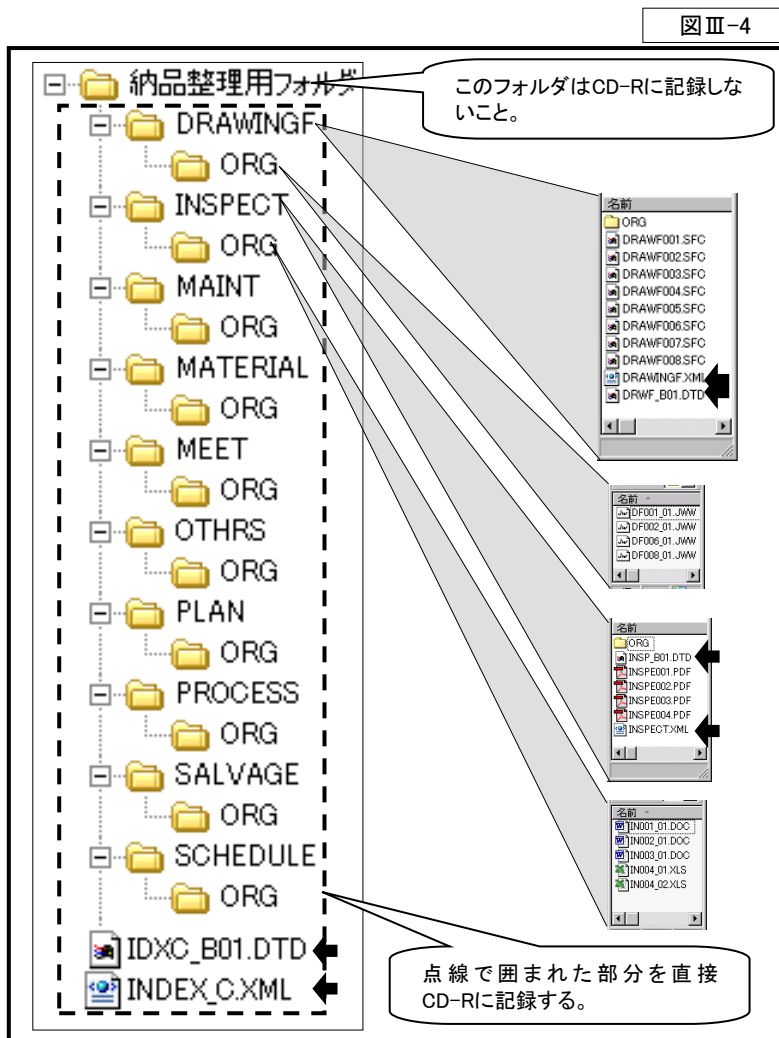 図Ⅲ-4
納品整理用フォルダ
このフォルダはCD-Rに記録しな
いこと。
DRAWINGF
ORG
INSPECT
ORG
MAINT
ORG
MATERIAL
ORG
MEET
ORG
OTHRS
ORG
PLAN
ORG
PROCESS
ORG
SALVAGE
ORG
SCHEDULE
ORG
IDXC_B01.DTD
INDEX_C.XML
名前
ORG
DRAWF001.SFC
DRAWF002.SFC
DRAWF003.SFC
DRAWF004.SFC
DRAWF005.SFC
DRAWF006.SFC
DRAWF007.SFC
DRAWF008.SFC
DRAWINGF.XML
DRWF_B01.DTD
名前
DF001_01.JWW
DF002_01.JWW
DF006_01.JWW
DF008_01.JWW
名前
ORG
INSP_B01.DTD
INSPE001.PDF
INSPE002.PDF
INSPE003.PDF
INSPE004.PDF
INSPECT.XML
名前
IN001_01.DOC
IN002_01.DOC
IN003_01.DOC
IN004_01.XLS
IN004_02.XLS
点線で囲まれた部分を直接
CD-Rに記録する。